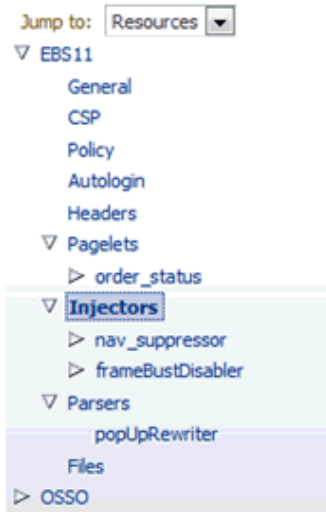 Jump to: Resources
EBS11
General
CSP
Policy
Autologin
Headers
Pagelets
order_status
Injectors
nav_suppressor
frameBustDisabler
Parsers
popUpRewriter
Files
OSSO